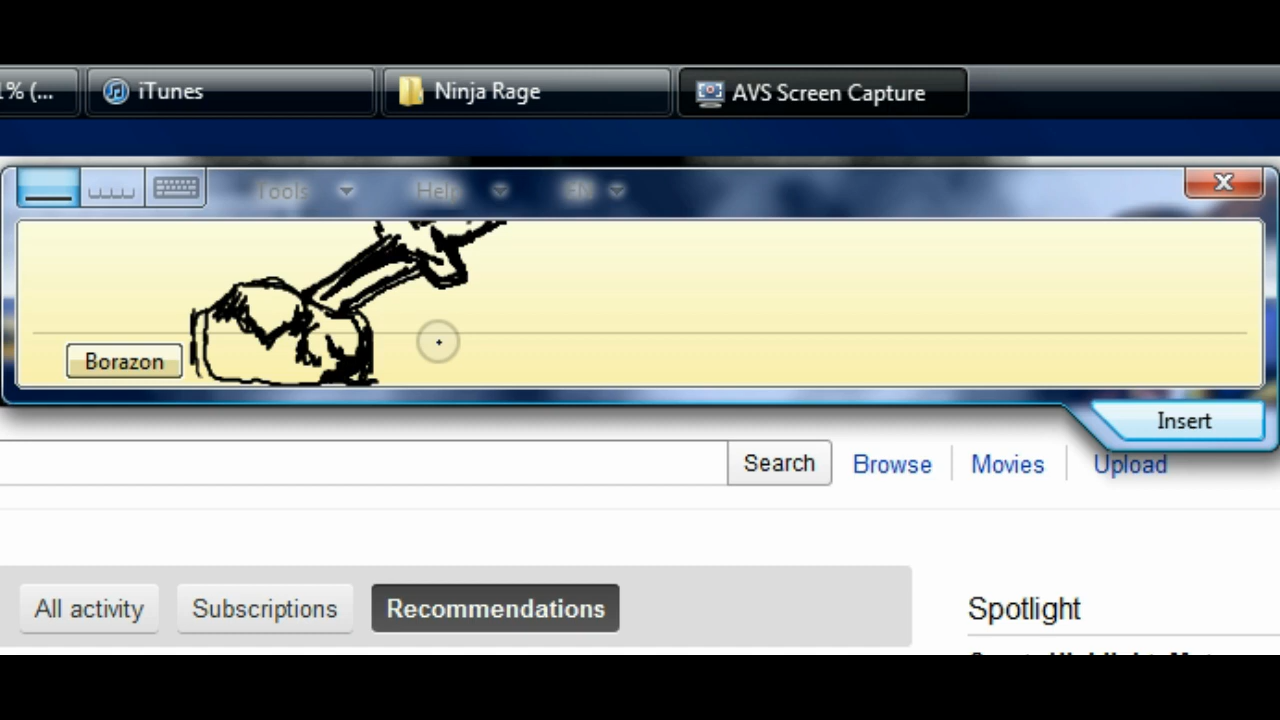 1% (... iTunes Ninja Rage AVS Screen Capture
Tools Help EN
Borazon
Insert
Search Browse Movies Upload
All activity Subscriptions Recommendations Spotlight